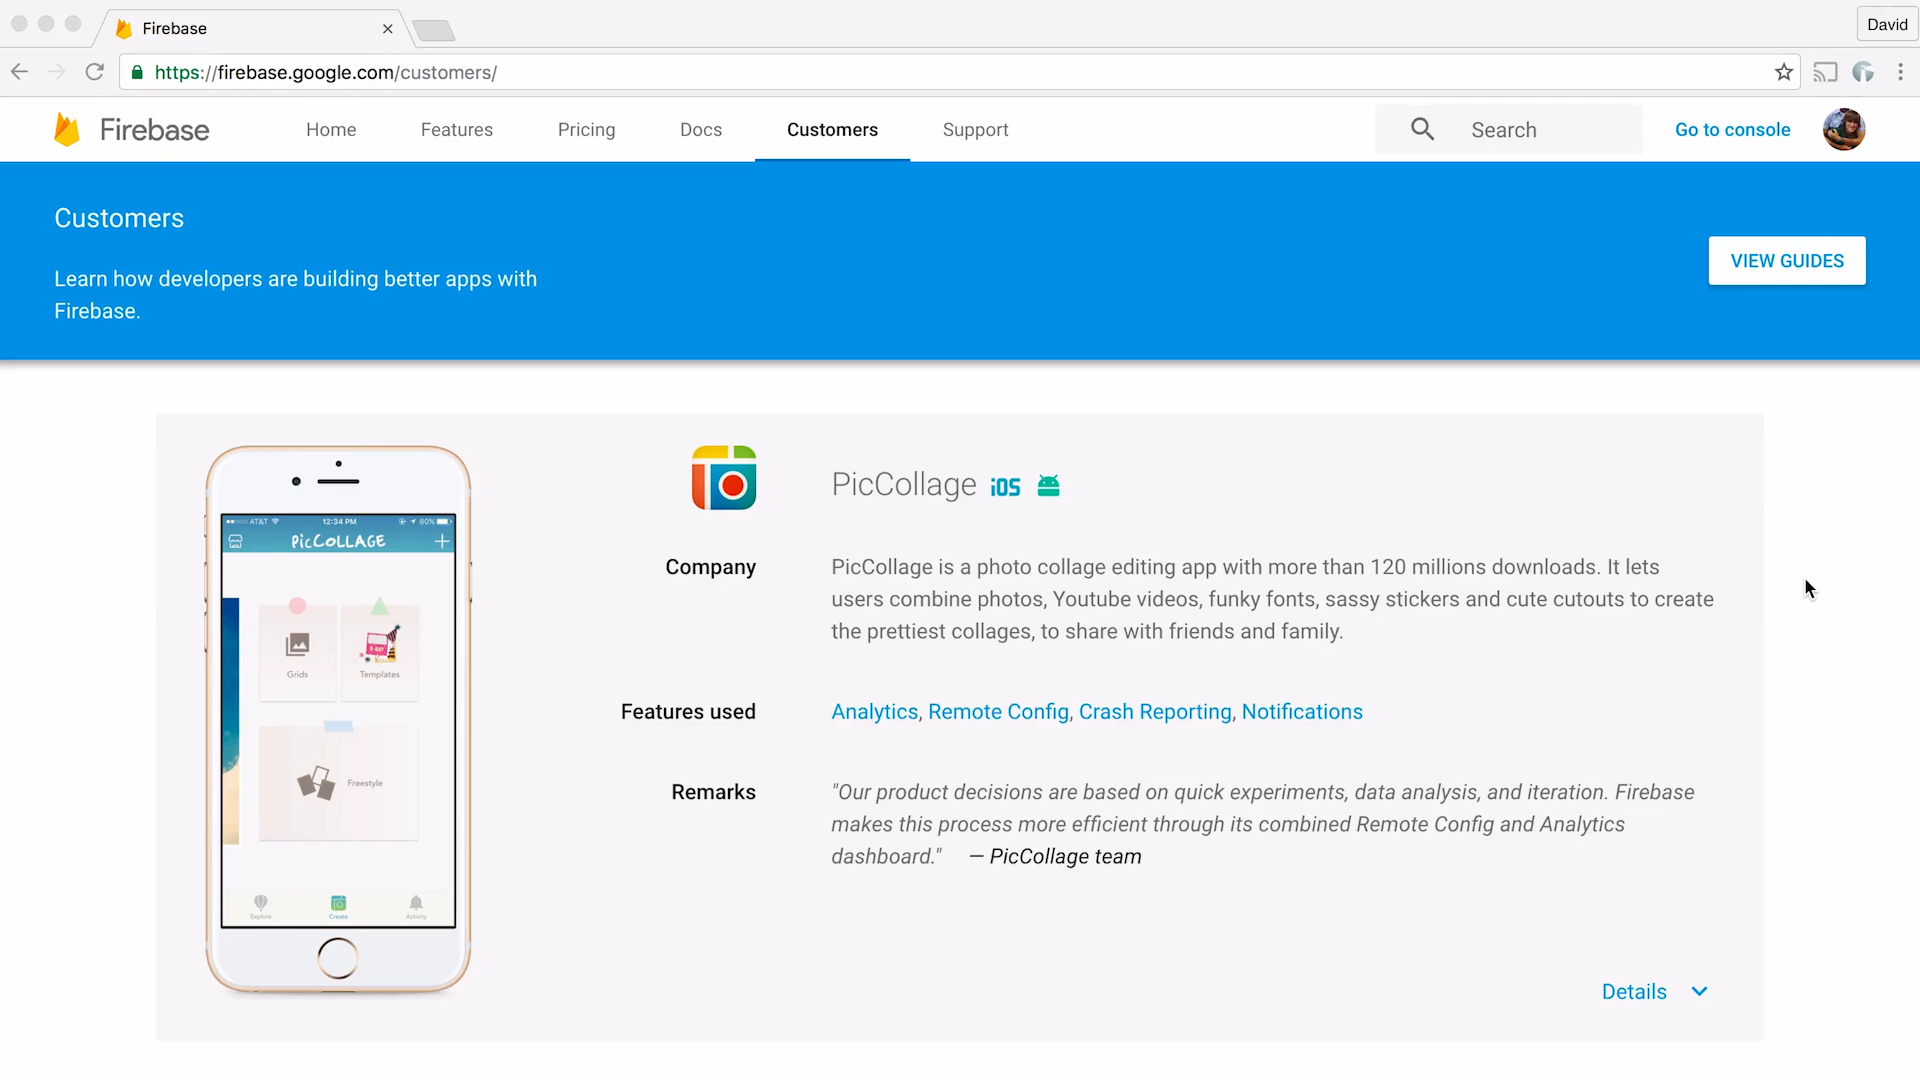 Firebase
David
https://firebase.google.com/customers/
Firebase
Home
Features
Pricing
Docs
Customers
Support
Search
Go to console
Customers
Learn how developers are building better apps with
Firebase.
VIEW GUIDES
AT&T
12:34 PM
80%
PicCOLLAGE
Grids
Templates
Freestyle
Explore
Create
Activity
PicCollage
iOS
Company
PicCollage is a photo collage editing app with more than 120 millions downloads. It lets
users combine photos, Youtube videos, funky fonts, sassy stickers and cute cutouts to create
the prettiest collages, to share with friends and family.
Features used
Analytics, Remote Config, Crash Reporting, Notifications
Remarks
"Our product decisions are based on quick experiments, data analysis, and iteration. Firebase
makes this process more efficient through its combined Remote Config and Analytics
dashboard." — PicCollage team
Details